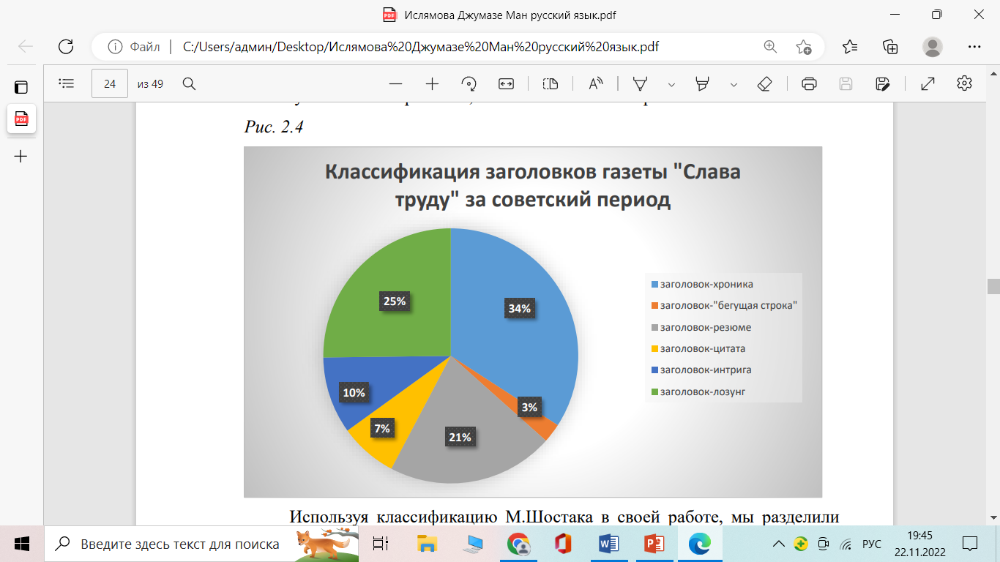 Ислямова Джумазе Ман русский язык.pdf
Файл
C:/Users/админ/Desktop/Ислямова%20Джумазе%20Ман%20русский%20язык.pdf
24
из 49
Рис. 2.4
Классификация заголовков газеты "Слава
труду" за советский период
25%
34%
10%
3%
7%
21%
заголовок-хроника
заголовок-"бегущая строка"
заголовок-резюме
заголовок-цитата
заголовок-интрига
заголовок-лозунг
Используя классификацию М.Шостака в своей работе, мы разделили
Введите здесь текст для поиска
РУС
19:45
22.11.2022